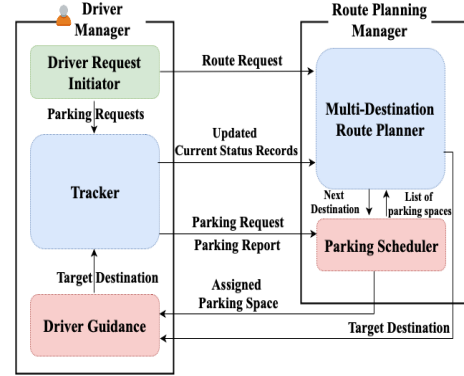 Driver
Manager
Route Planning
Manager
Driver Request
Initiator
Route Request
Multi-Destination
Route Planner
Parking Requests
Updated
Current Status Records
Tracker
Next
Destination
List of
parking spaces
Parking Request
Parking Report
Parking Scheduler
Target Destination
Assigned
Parking Space
Driver Guidance
Target Destination